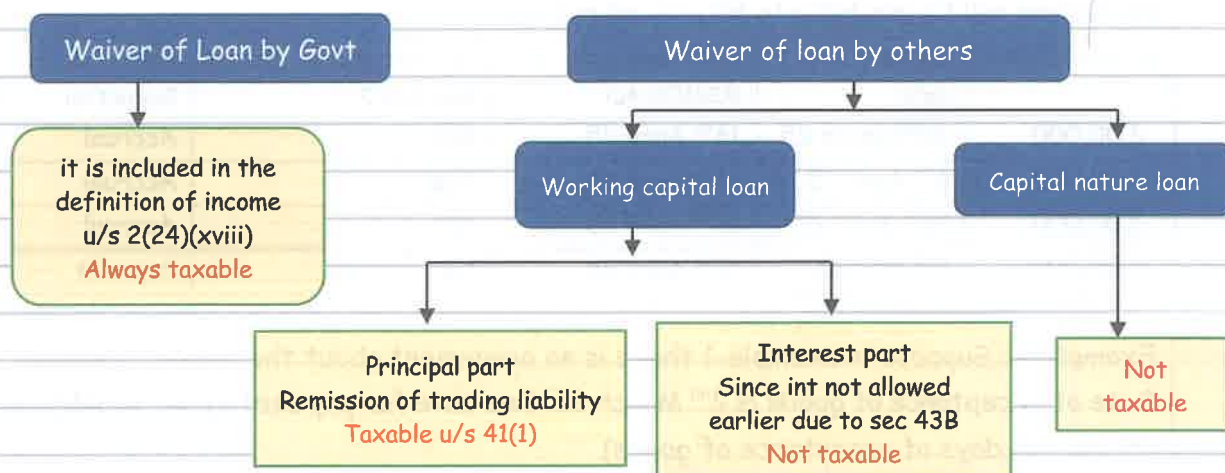 Waiver of Loan by Govt
Waiver of loan by others
it is included in the
definition of income
u/s 2(24)(xviii)
Always taxable
Working capital loan
Capital nature loan
Principal part
Remission of trading liability
Taxable u/s 41(1)
Interest part
Since int not allowed
earlier due to sec 43B
Not taxable
Not
taxable